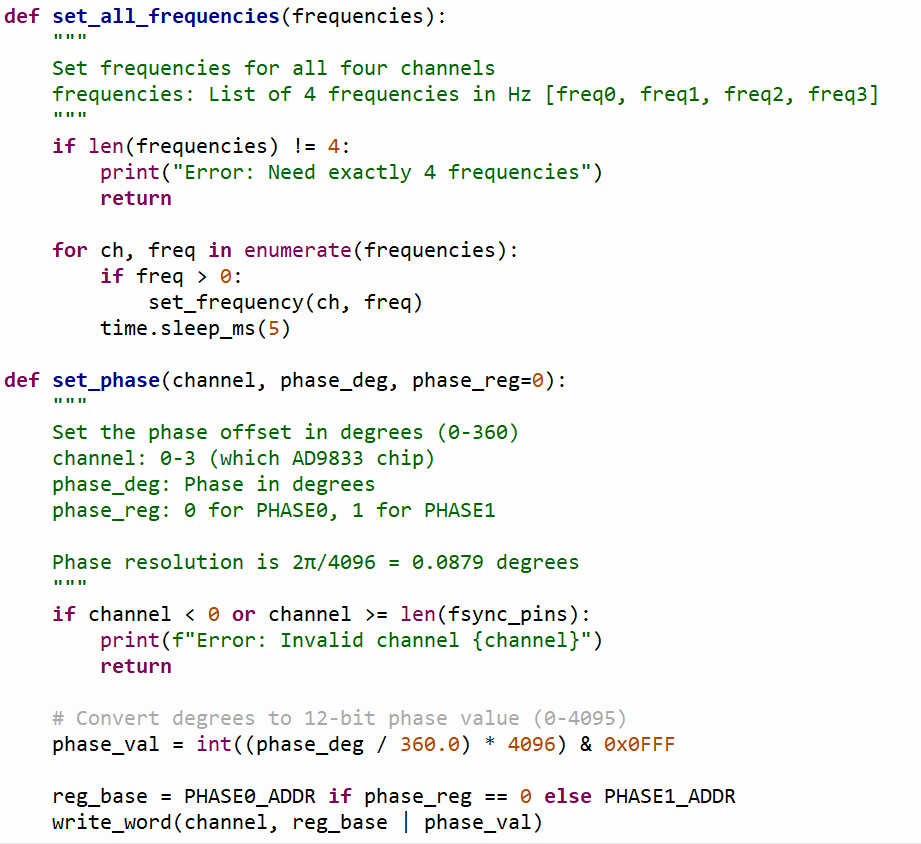 def set_all_frequencies(frequencies):
    """
    Set frequencies for all four channels
    frequencies: List of 4 frequencies in Hz [freq0, freq1, freq2, freq3]
    """
    if len(frequencies) != 4:
        print("Error: Need exactly 4 frequencies")
        return

    for ch, freq in enumerate(frequencies):
        if freq > 0:
            set_frequency(ch, freq)
        time.sleep_ms(5)

def set_phase(channel, phase_deg, phase_reg=0):
    """
    Set the phase offset in degrees (0-360)
    channel: 0-3 (which AD9833 chip)
    phase_deg: Phase in degrees
    phase_reg: 0 for PHASE0, 1 for PHASE1

    Phase resolution is 2π/4096 = 0.0879 degrees
    """
    if channel < 0 or channel >= len(fsync_pins):
        print(f"Error: Invalid channel {channel}")
        return

    # Convert degrees to 12-bit phase value (0-4095)
    phase_val = int((phase_deg / 360.0) * 4096) & 0x0FFF

    reg_base = PHASE0_ADDR if phase_reg == 0 else PHASE1_ADDR
    write_word(channel, reg_base | phase_val)